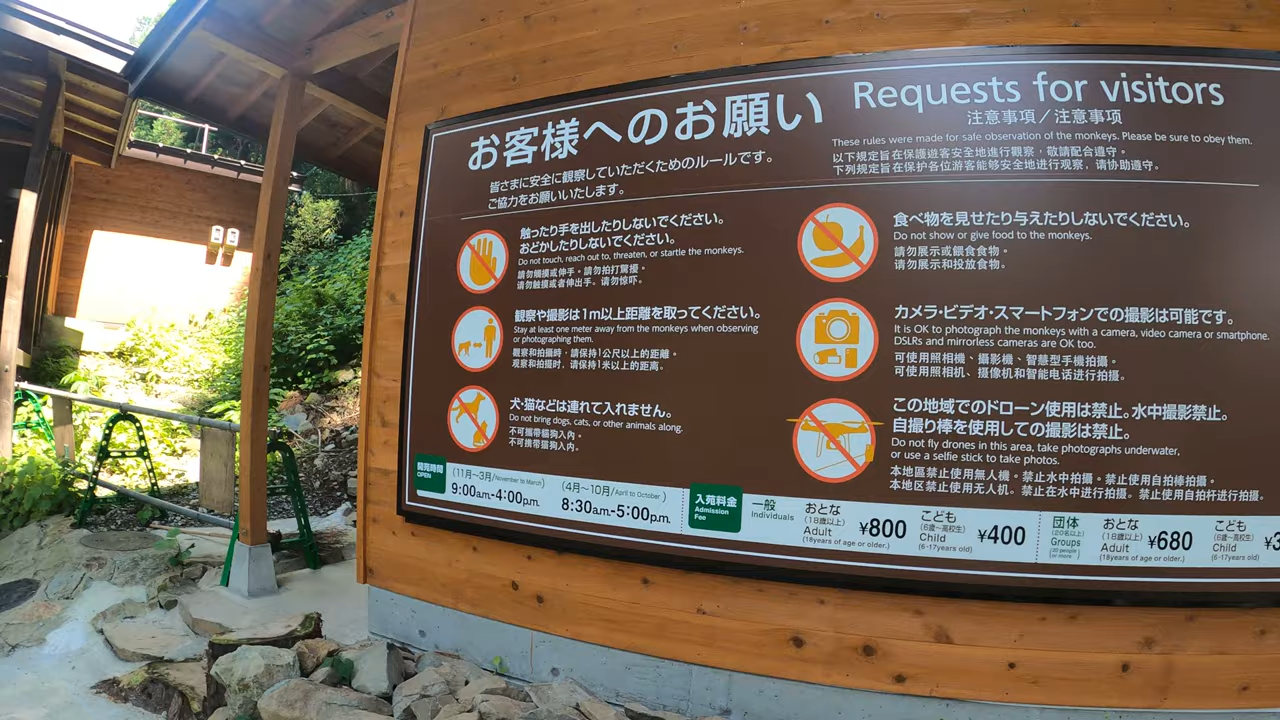 お客様へのお願い
Requests for visitors
注意事項／注意事项
皆さまに安全に観察していただくためのルールです。
ご協力をお願いいたします。
These rules were made for safe observation of the monkeys. Please be sure to obey them.
以下規定旨在保護遊客安全地進行觀察，敬請配合遵守。
下列规定旨在保护各位游客能够安全地进行观察，请协助遵守。
触ったり手を出したりしないでください。
おどかしたりしないでください。
Do not touch, reach out to, threaten, or startle the monkeys.
請勿觸摸或伸手。請勿拍打驚擾。
请勿触摸或者伸出手。请勿惊吓。
観察や撮影は1m以上距離を取ってください。
Stay at least one meter away from the monkeys when observing
or photographing them.
觀察和拍攝時，請保持1公尺以上的距離。
观察和拍摄时，请保持1米以上的距离。
犬・猫などは連れて入れません。
Do not bring dogs, cats, or other animals along.
不可攜帶貓狗入內。
不可携带猫狗入内。
食べ物を見せたり与えたりしないでください。
Do not show or give food to the monkeys.
請勿展示或餵食食物。
请勿展示和投放食物。
カメラ・ビデオ・スマートフォンでの撮影は可能です。
It is OK to photograph the monkeys with a camera, video camera or smartphone.
DSLRs and mirrorless cameras are OK too.
可使用照相機、攝影機、智慧型手機拍攝。
可使用照相机、摄像机和智能电话进行拍摄。
この地域でのドローン使用は禁止。水中撮影禁止。
自撮り棒を使用しての撮影は禁止。
Do not fly drones in this area, take photographs underwater,
or use a selfie stick to take photos.
本地區禁止使用無人機。禁止水中拍攝。禁止使用自拍棒拍攝。
本地区禁止使用无人机。禁止在水中进行拍摄。禁止使用自拍杆进行拍摄。
開苑時間
OPEN
(11月〜3月/November to March)
9:00a.m-4:00p.m.
(4月〜10月/April to October)
8:30a.m-5:00p.m.
入苑料金
Admission
Fee
一般
Individuals
おとな
(18歳以上)
Adult
(18years of age or older.)
¥800
こども
(6歳〜高校生)
Child
(6-17years old)
¥400
団体
(20名以上)
Groups
(20 people
or more)
おとな
(18歳以上)
Adult
(18years of age or older.)
¥680
こども
(6歳〜高校生)
Child
(6-17years old)
¥3